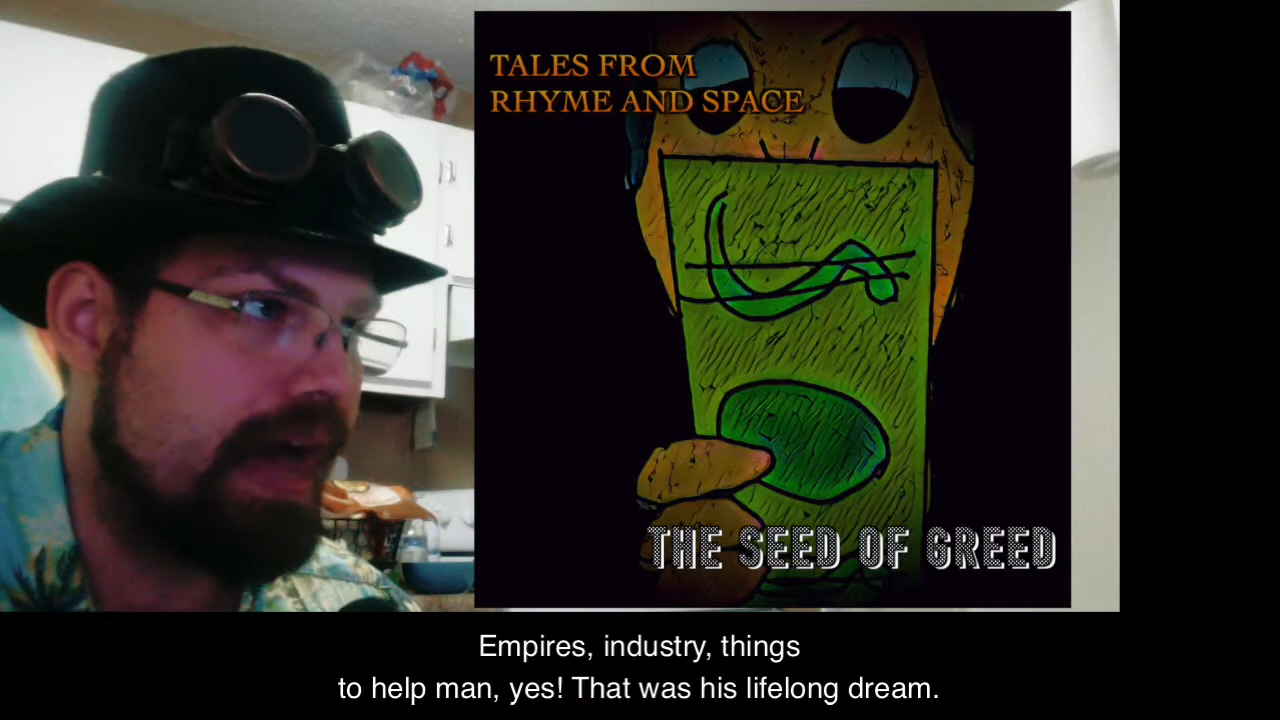 TALES FROM
RHYME AND SPACE
THE SEED OF GREED
Empires, industry, things
to help man, yes! That was his lifelong dream.